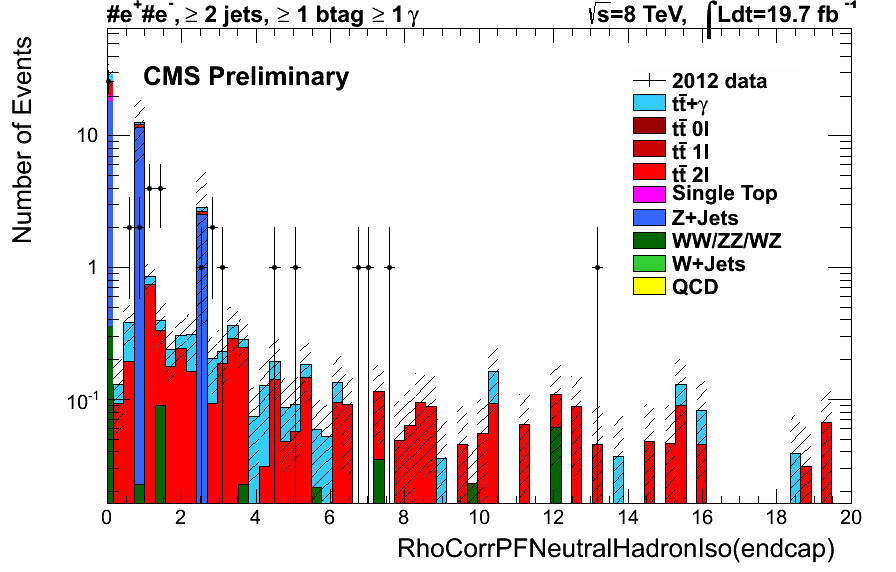 #e⁺#e⁻, ≥ 2 jets, ≥ 1 btag ≥ 1 γ
√s=8 TeV, ∫Ldt=19.7 fb⁻¹
CMS Preliminary
2012 data
tt̄+γ
tt̄ 0l
tt̄ 1l
tt̄ 2l
Single Top
Z+Jets
WW/ZZ/WZ
W+Jets
QCD
Number of Events
10
1
10⁻¹
0 2 4 6 8 10 12 14 16 18 20
RhoCorrPFNeutralHadronIso(endcap)